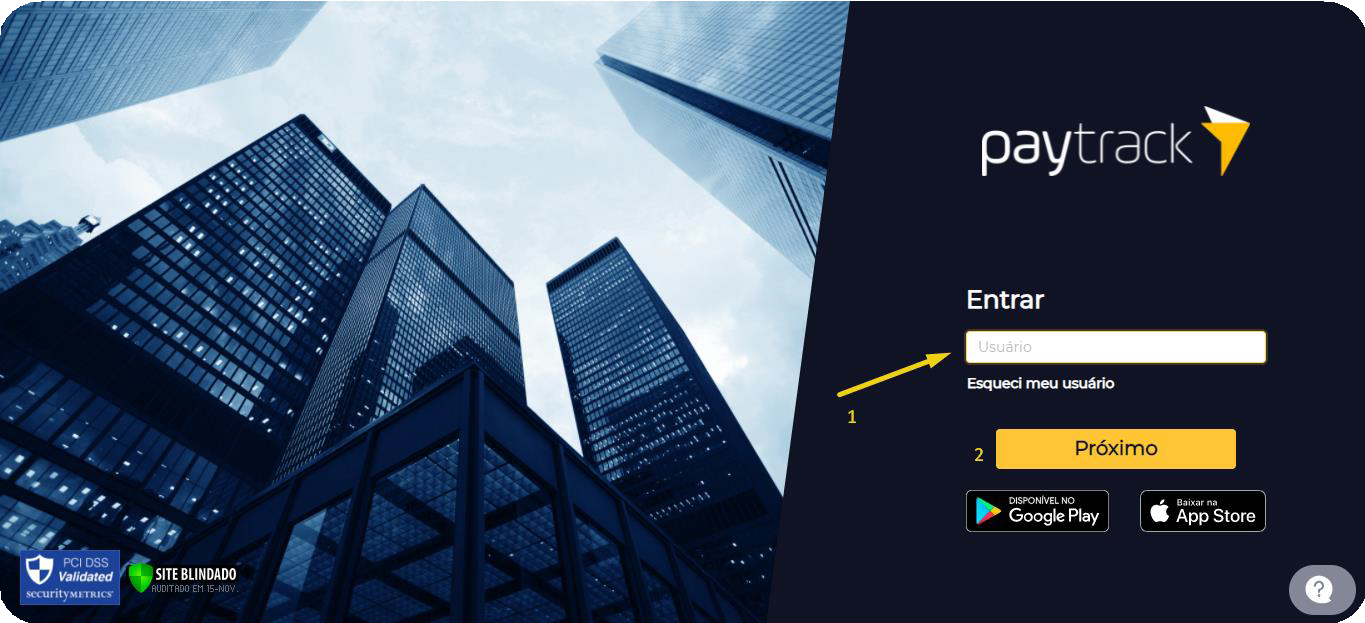 paytrack
Entrar
Usuário
1
Esqueci meu usuário
2
Próximo
DISPONÍVEL NO
Google Play
Baixar na
App Store
PCI DSS
Validated
securityMETRICS®
SITE BLINDADO
AUDITADO EM 15-NOV.
?